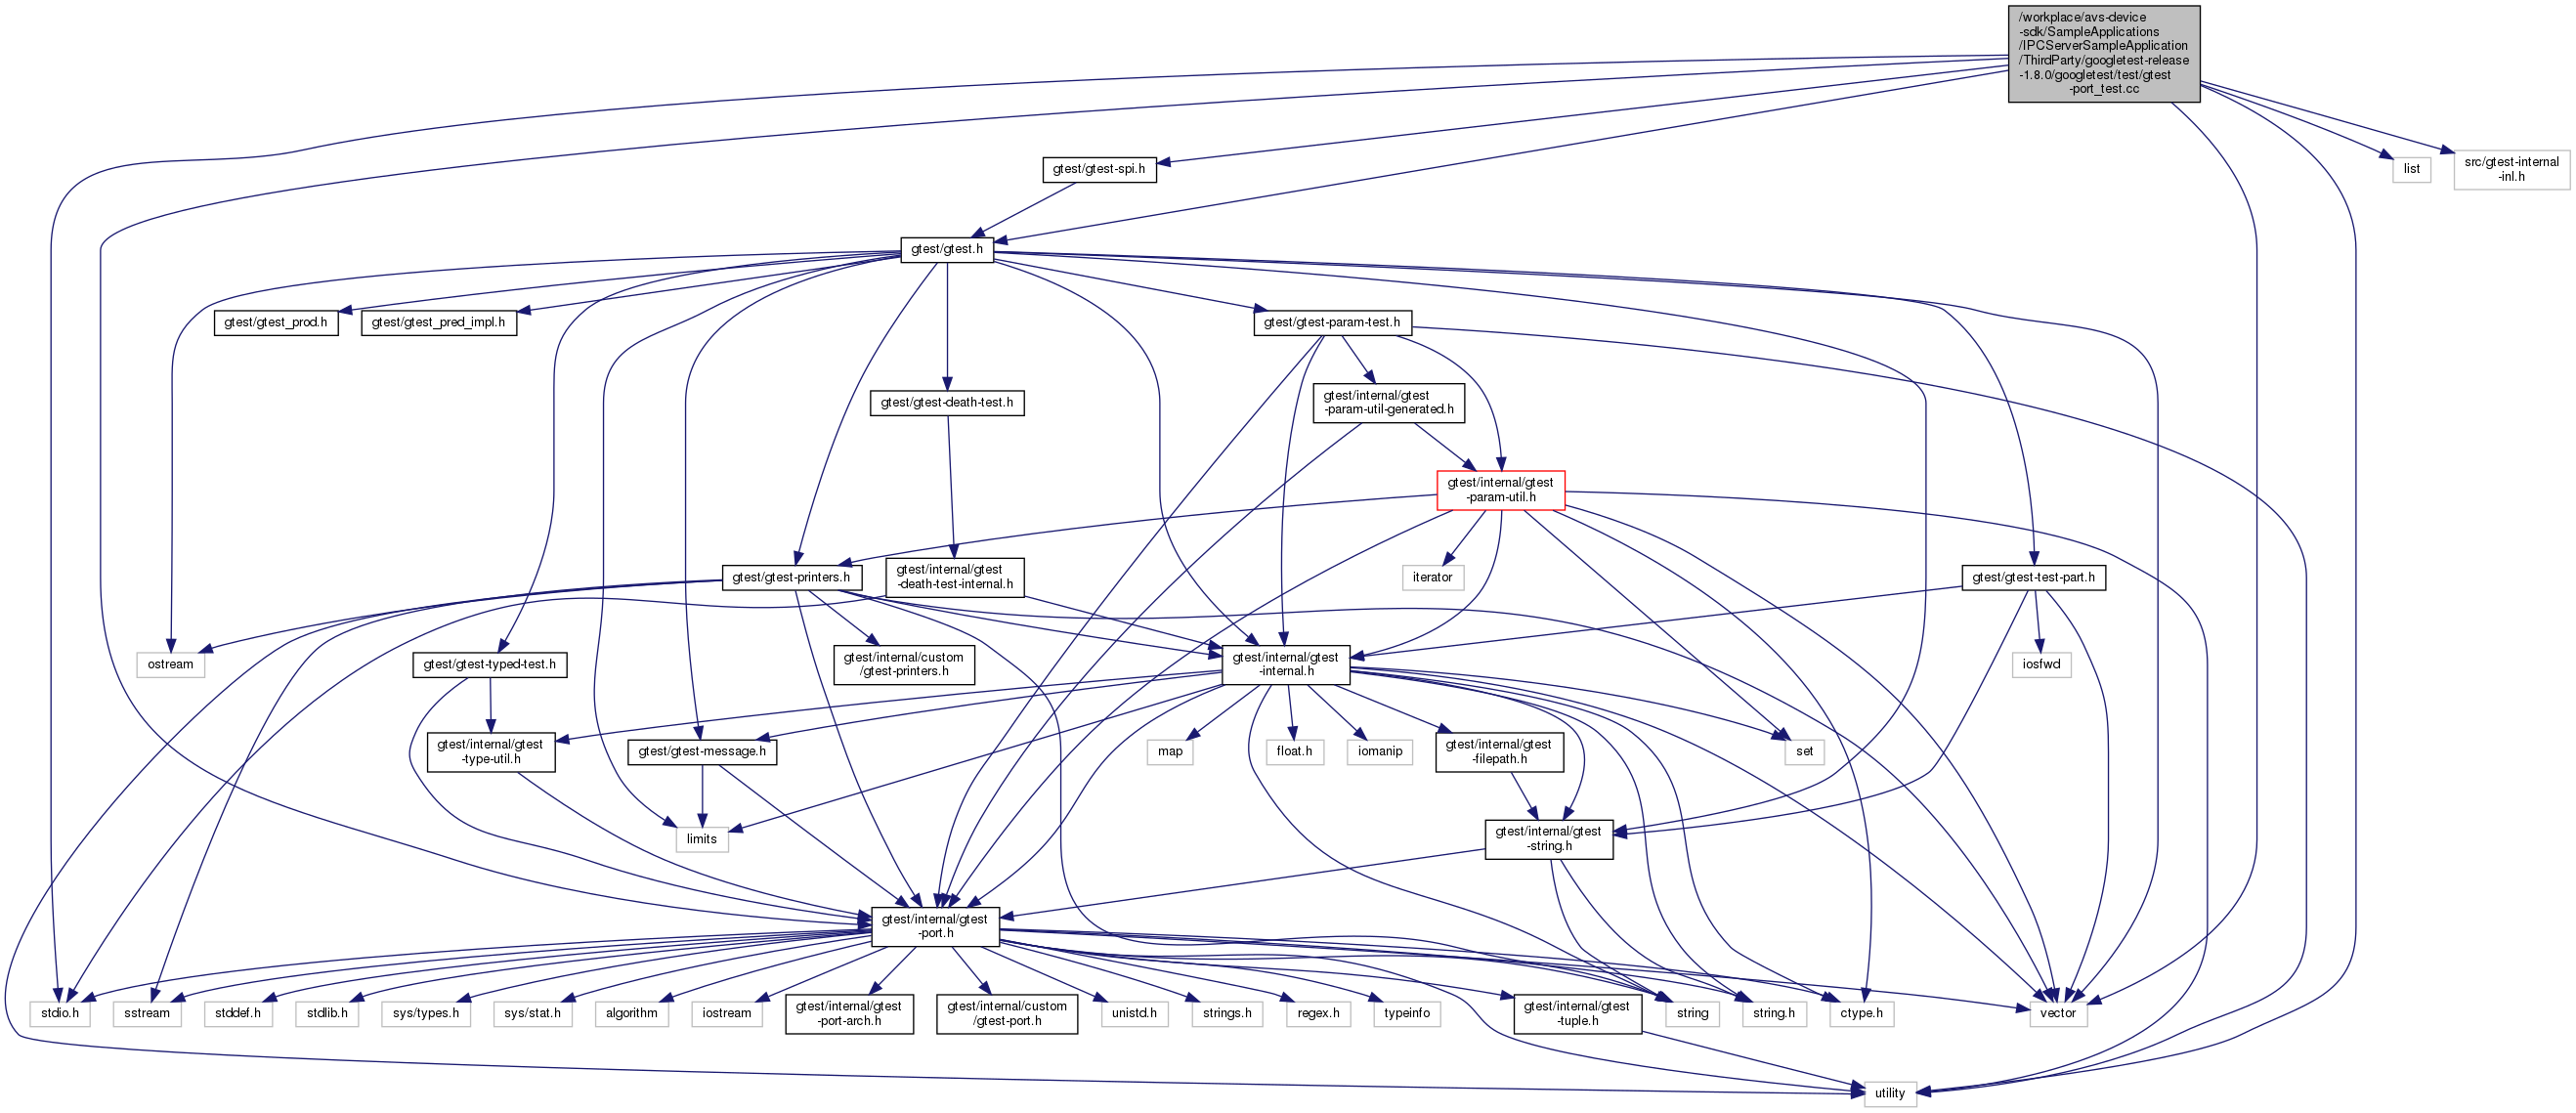 /workplace/avs-device
-sdk/SampleApplications
/IPCServerSampleApplication
/ThirdParty/googletest-release
-1.8.0/googletest/test/gtest
-port_test.cc
gtest/gtest-spi.h
list
src/gtest-internal
-inl.h
gtest/gtest.h
gtest/gtest_prod.h
gtest/gtest_pred_impl.h
gtest/gtest-param-test.h
gtest/gtest-death-test.h
gtest/internal/gtest
-param-util-generated.h
gtest/internal/gtest
-param-util.h
gtest/gtest-printers.h
gtest/internal/gtest
-death-test-internal.h
iterator
gtest/gtest-test-part.h
ostream
gtest/gtest-typed-test.h
gtest/internal/custom
/gtest-printers.h
gtest/internal/gtest
-internal.h
iosfwd
gtest/internal/gtest
-type-util.h
gtest/gtest-message.h
map
float.h
iomanip
gtest/internal/gtest
-filepath.h
set
limits
gtest/internal/gtest
-string.h
gtest/internal/gtest
-port.h
stdio.h
sstream
stddef.h
stdlib.h
sys/types.h
sys/stat.h
algorithm
iostream
gtest/internal/gtest
-port-arch.h
gtest/internal/custom
/gtest-port.h
unistd.h
strings.h
regex.h
typeinfo
gtest/internal/gtest
-tuple.h
string
string.h
ctype.h
vector
utility